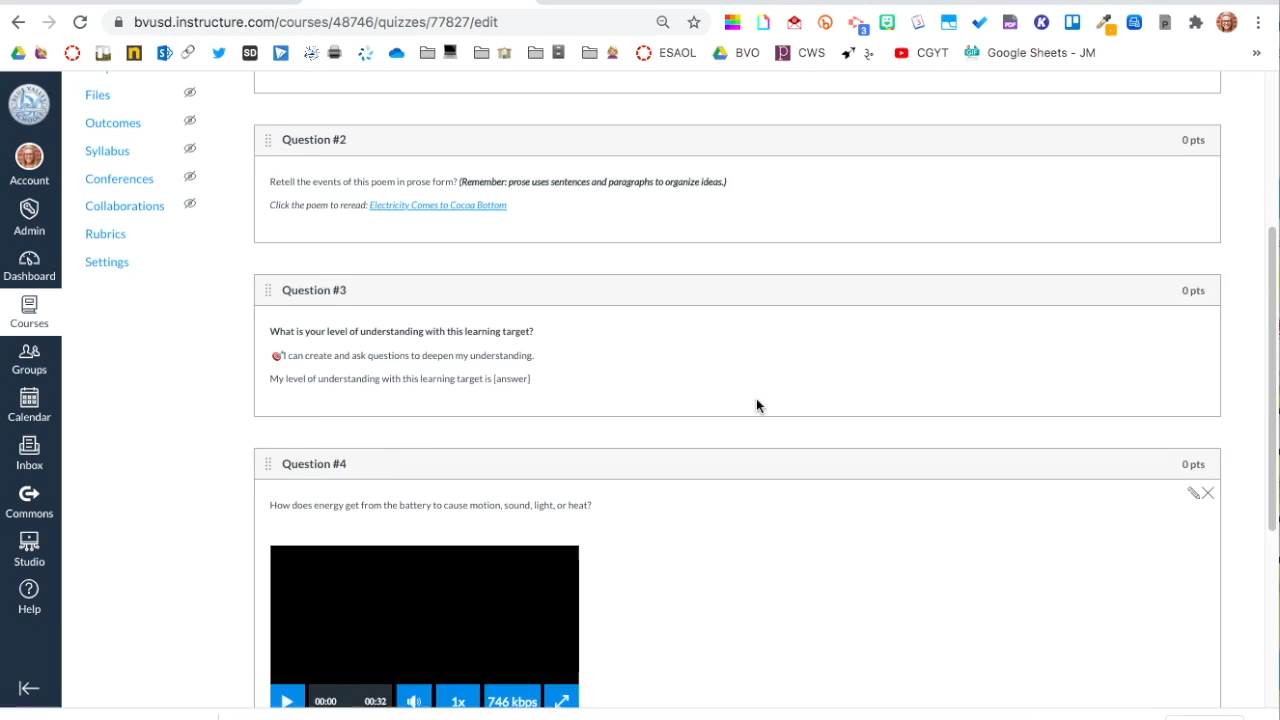 bvusd.instructure.com/courses/48746/quizzes/77827/edit
3
SD
ESAOL
BVO
CWS
CGYT
Google Sheets - JM
»
Files
Outcomes
Syllabus
Conferences
Collaborations
Rubrics
Settings
Account
Admin
Dashboard
Courses
Groups
Calendar
Inbox
Commons
Studio
Help
Question #2
0 pts
Retell the events of this poem in prose form? (Remember: prose uses sentences and paragraphs to organize ideas.)
Click the poem to reread: Electricity Comes to Cocoa Bottom
Question #3
0 pts
What is your level of understanding with this learning target?
I can create and ask questions to deepen my understanding.
My level of understanding with this learning target is [answer]
Question #4
0 pts
How does energy get from the battery to cause motion, sound, light, or heat?
00:00
00:32
1x
746 kbps